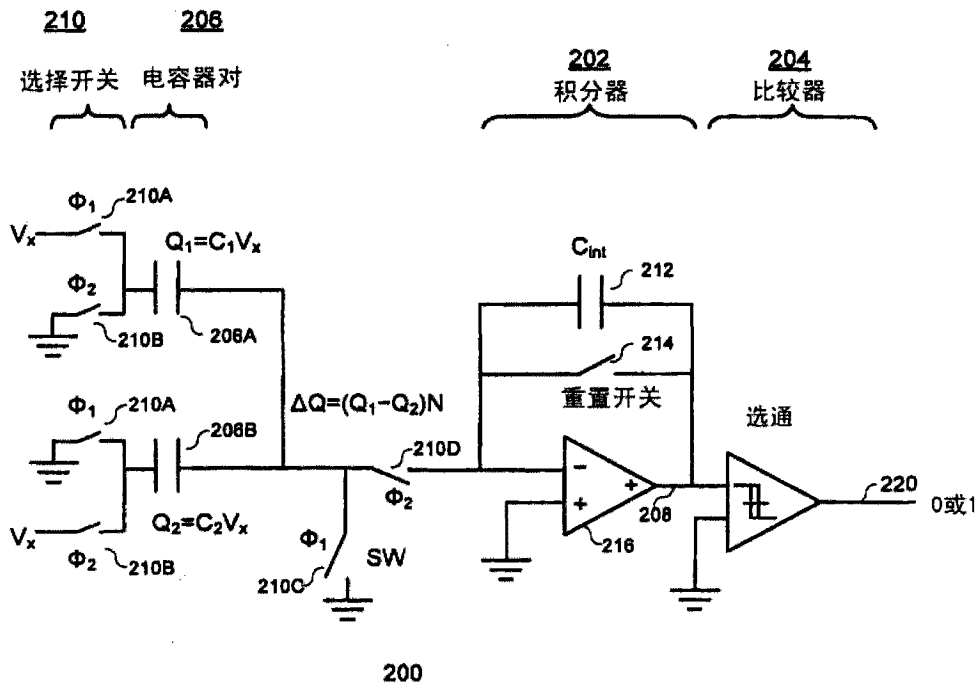 210
206
202
204
选择开关
电容器对
积分器
比较器
Φ₁
210A
Vₓ
Q₁=C₁Vₓ
Cint
212
Φ₂
210B
206A
214
重置开关
ΔQ=(Q₁-Q₂)N
选通
Φ₁
210A
206B
210D
Φ₂
208
216
220
0或1
Vₓ
Q₂=C₂Vₓ
Φ₂
210B
Φ₁
210C
SW
200